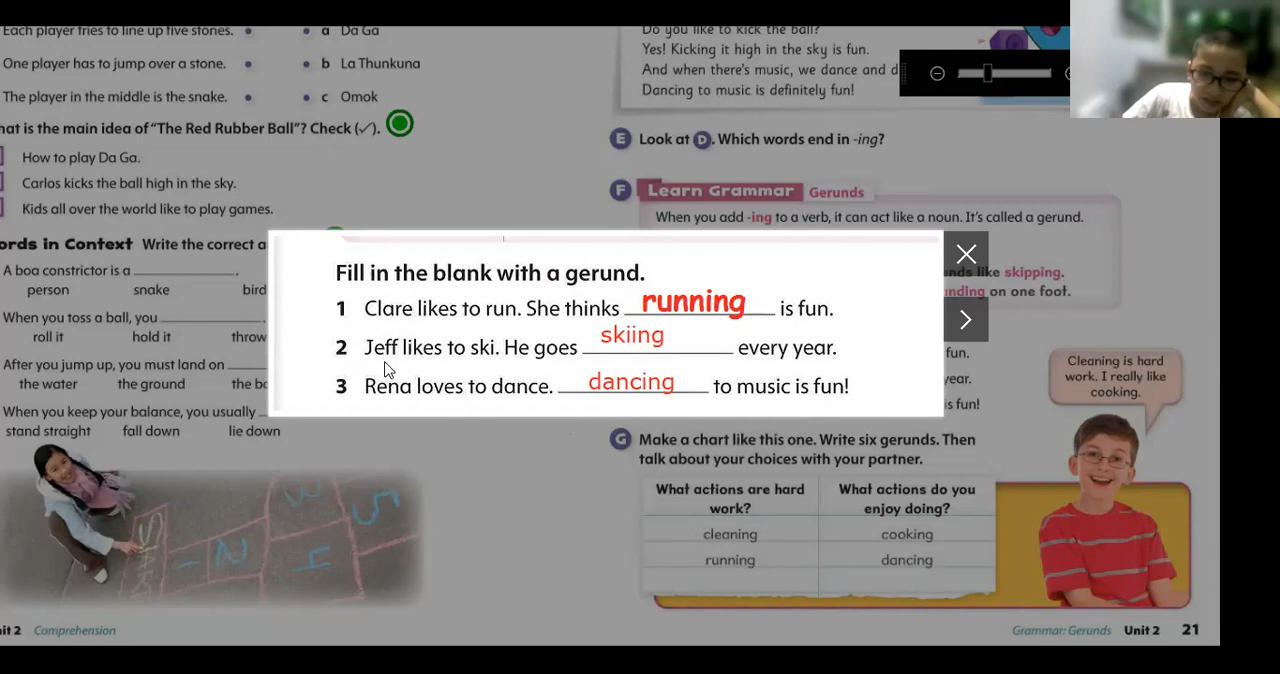 Each player tries to line up five stones.
a Da Ga
One player has to jump over a stone.
b La Thunkuna
The player in the middle is the snake.
c Omok
hat is the main idea of "The Red Rubber Ball"? Check (✓).
How to play Da Ga.
Carlos kicks the ball high in the sky.
Kids all over the world like to play games.
ords in Context Write the correct a
A boa constrictor is a ____________.
person snake bird
When you toss a ball, you ____________.
roll it hold it throw
After you jump up, you must land on
the water the ground the bo
When you keep your balance, you usually
stand straight fall down lie down
START
1 2 3 4 5
nit 2 Comprehension
Do you like to kick the ball?
Yes! Kicking it high in the sky is fun.
And when there's music, we dance and d
Dancing to music is definitely fun!
E Look at D. Which words end in -ing?
F Learn Grammar Gerunds
When you add -ing to a verb, it can act like a noun. It's called a gerund.
nds like skipping.
nding on one foot.
Fill in the blank with a gerund.
1 Clare likes to run. She thinks running is fun.
2 Jeff likes to ski. He goes skiing every year.
3 Rena loves to dance. dancing to music is fun!
fun.
year.
is fun!
Cleaning is hard
work. I really like
cooking.
G Make a chart like this one. Write six gerunds. Then
talk about your choices with your partner.
What actions are hard
work?
What actions do you
enjoy doing?
cleaning cooking
running dancing
Grammar: Gerunds Unit 2 21